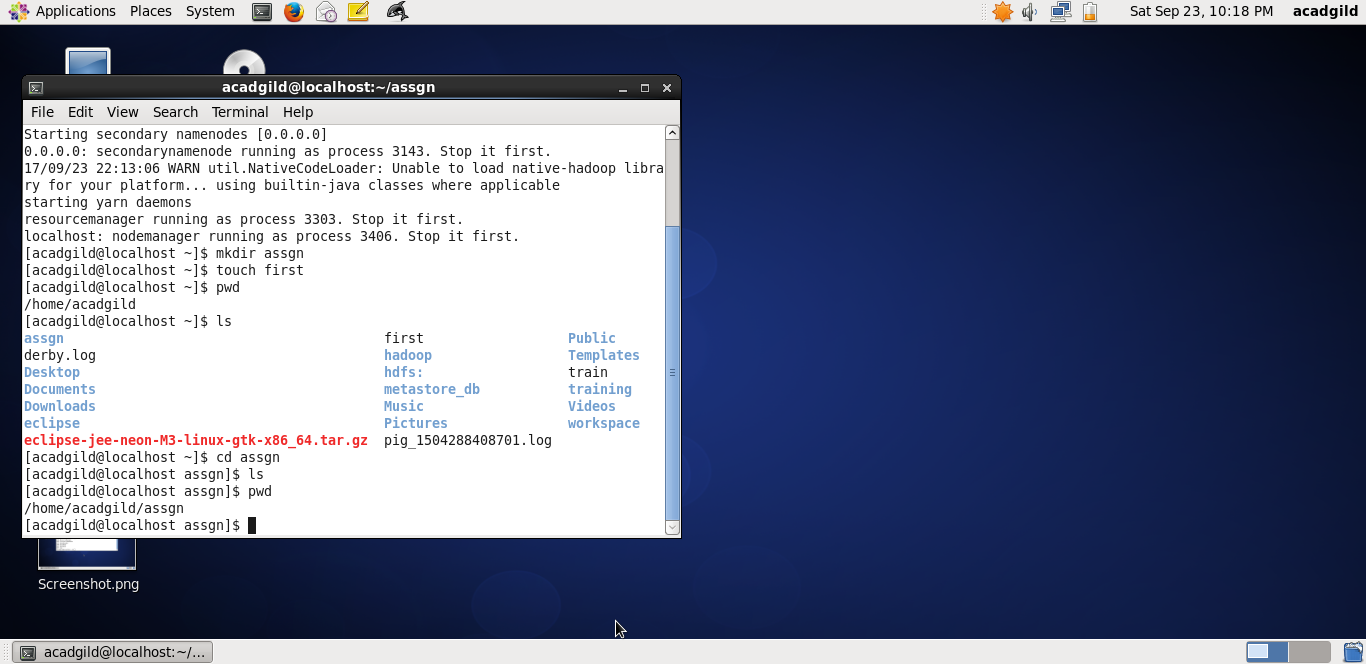 Applications Places System Sat Sep 23, 10:18 PM acadgild
acadgild@localhost:~/assgn
File Edit View Search Terminal Help
Starting secondary namenodes [0.0.0.0]
0.0.0.0: secondarynamenode running as process 3143. Stop it first.
17/09/23 22:13:06 WARN util.NativeCodeLoader: Unable to load native-hadoop libra
ry for your platform... using builtin-java classes where applicable
starting yarn daemons
resourcemanager running as process 3303. Stop it first.
localhost: nodemanager running as process 3406. Stop it first.
[acadgild@localhost ~]$ mkdir assgn
[acadgild@localhost ~]$ touch first
[acadgild@localhost ~]$ pwd
/home/acadgild
[acadgild@localhost ~]$ ls
assgn first Public
derby.log hadoop Templates
Desktop hdfs: train
Documents metastore_db training
Downloads Music Videos
eclipse Pictures workspace
eclipse-jee-neon-M3-linux-gtk-x86_64.tar.gz pig_1504288408701.log
[acadgild@localhost ~]$ cd assgn
[acadgild@localhost assgn]$ ls
[acadgild@localhost assgn]$ pwd
/home/acadgild/assgn
[acadgild@localhost assgn]$
Screenshot.png
acadgild@localhost:~/...